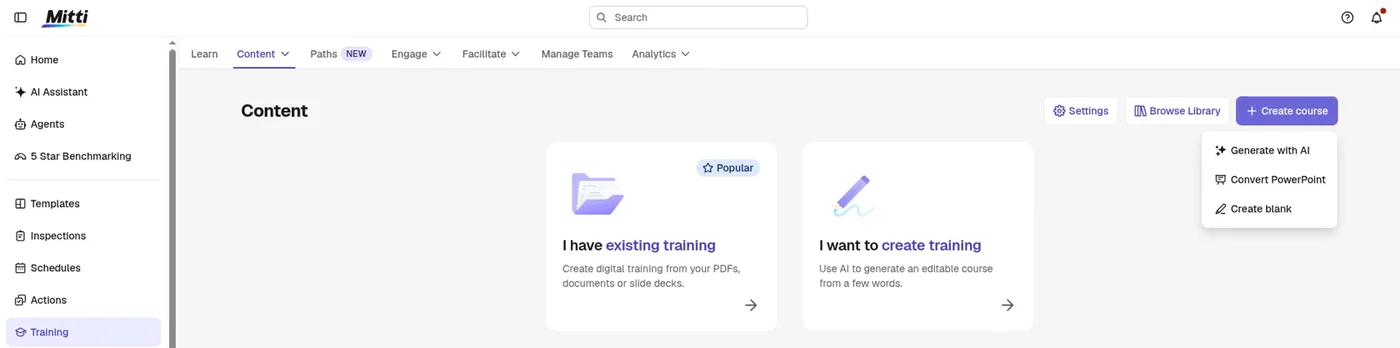 Mitti
Search
Home
AI Assistant
Agents
5 Star Benchmarking
Templates
Inspections
Schedules
Actions
Training
Learn
Content
Paths NEW
Engage
Facilitate
Manage Teams
Analytics
Content
Settings
Browse Library
Create course
Generate with AI
Convert PowerPoint
Create blank
Popular
I have existing training
Create digital training from your PDFs,
documents or slide decks.
I want to create training
Use AI to generate an editable course
from a few words.